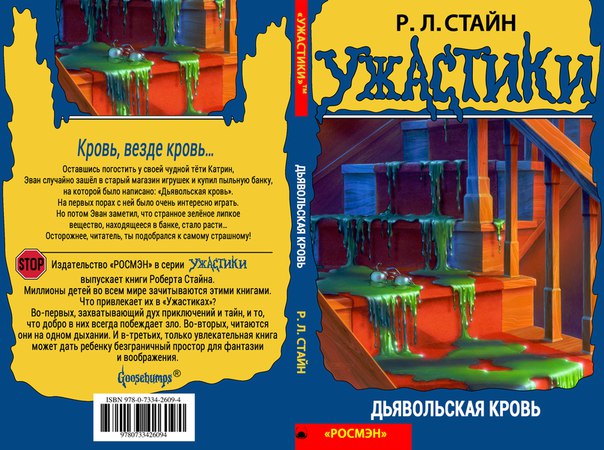 Кровь, везде кровь...
Оставшись погостить у своей чудной тёти Катрин,
Эван случайно зашёл в старый магазин игрушек и купил пыльную банку,
на которой было написано: «Дьявольская кровь».
На первых порах с ней было очень интересно играть.
Но потом Эван заметил, что странное зелёное липкое
вещество, находящееся в банке, стало расти...
Осторожнее, читатель, ты подобрался к самому страшному!
STOP
Издательство «РОСМЭН» в серии УЖАСТИКИ
выпускает книги Роберта Стайна.
Миллионы детей во всем мире зачитываются этими книгами.
Что привлекает их в «Ужастиках»?
Во-первых, захватывающий дух приключений и тайн, и то,
что добро в них всегда побеждает зло. Во-вторых, читаются
они на одном дыхании. И в-третьих, только увлекательная книга
может дать ребенку безграничный простор для фантазии
и воображения.
Goosebumps®
ISBN 978-0-7334-2609-4
9780733426094
«УЖАСТИКИ»™
ДЬЯВОЛЬСКАЯ КРОВЬ
Р. Л. СТАЙН
Р. Л. СТАЙН
УЖАСТИКИ
ДЬЯВОЛЬСКАЯ КРОВЬ
«РОСМЭН»